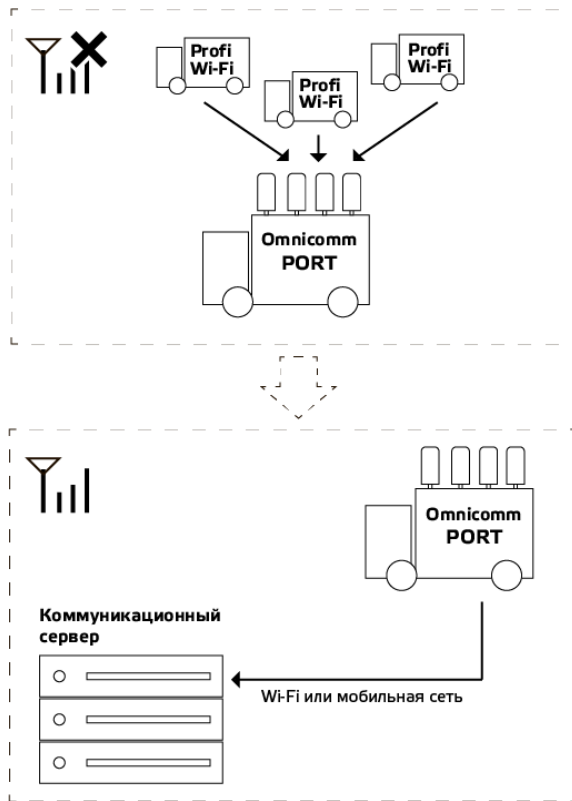 Profi
Wi-Fi
Profi
Wi-Fi
Profi
Wi-Fi
Omnicomm
PORT
Omnicomm
PORT
Коммуникационный
сервер
Wi-Fi или мобильная сеть